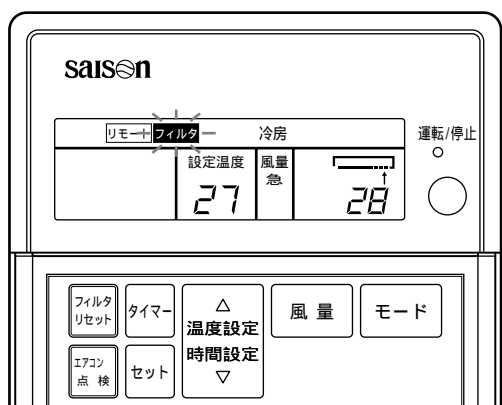 saison
リモート フィルタ 冷房 運転/停止
設定温度 風量 急
27 28
フィルタ
リセット
タイマー
△
温度設定
時間設定
▽
風量 モード
エアコン
点検
セット